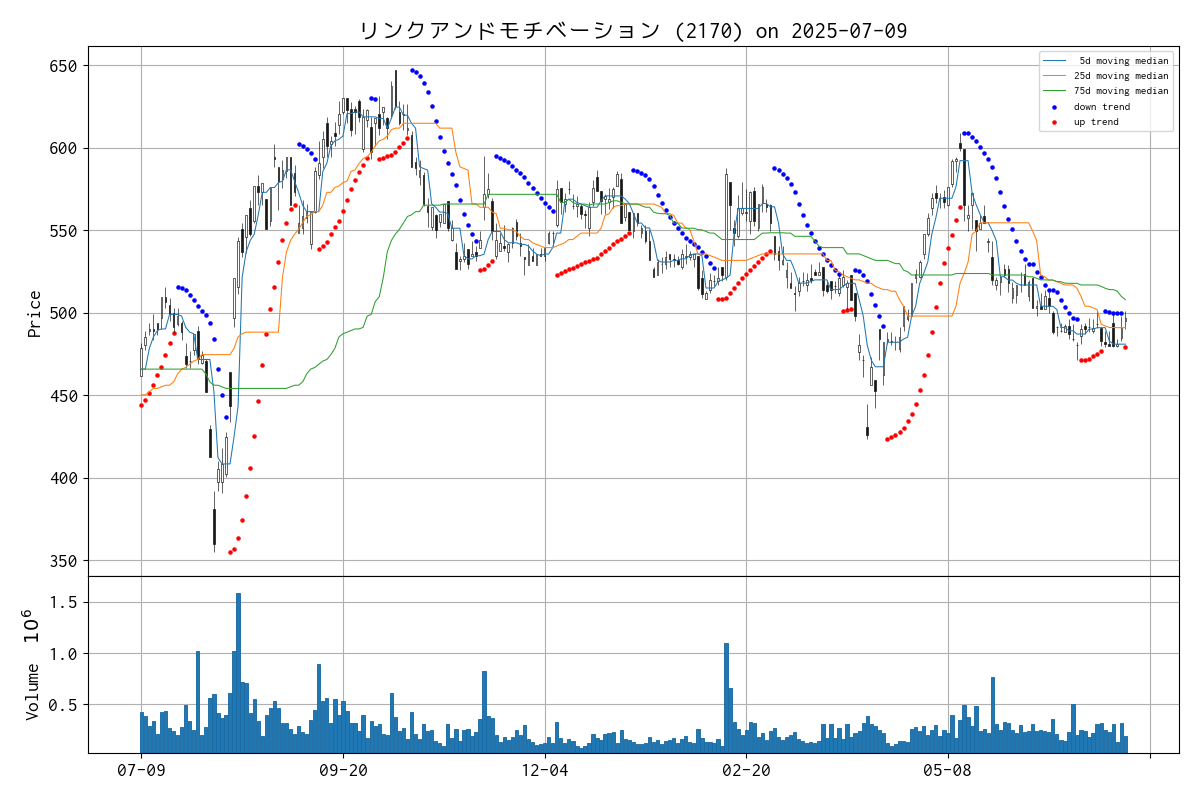 リンクアンドモチベーション (2170) on 2025-07-09
650
600
550
500
450
400
350
Price
5d moving median
25d moving median
75d moving median
down trend
up trend
1.5
1.0
0.5
Volume 10⁶
07-09
09-20
12-04
02-20
05-08